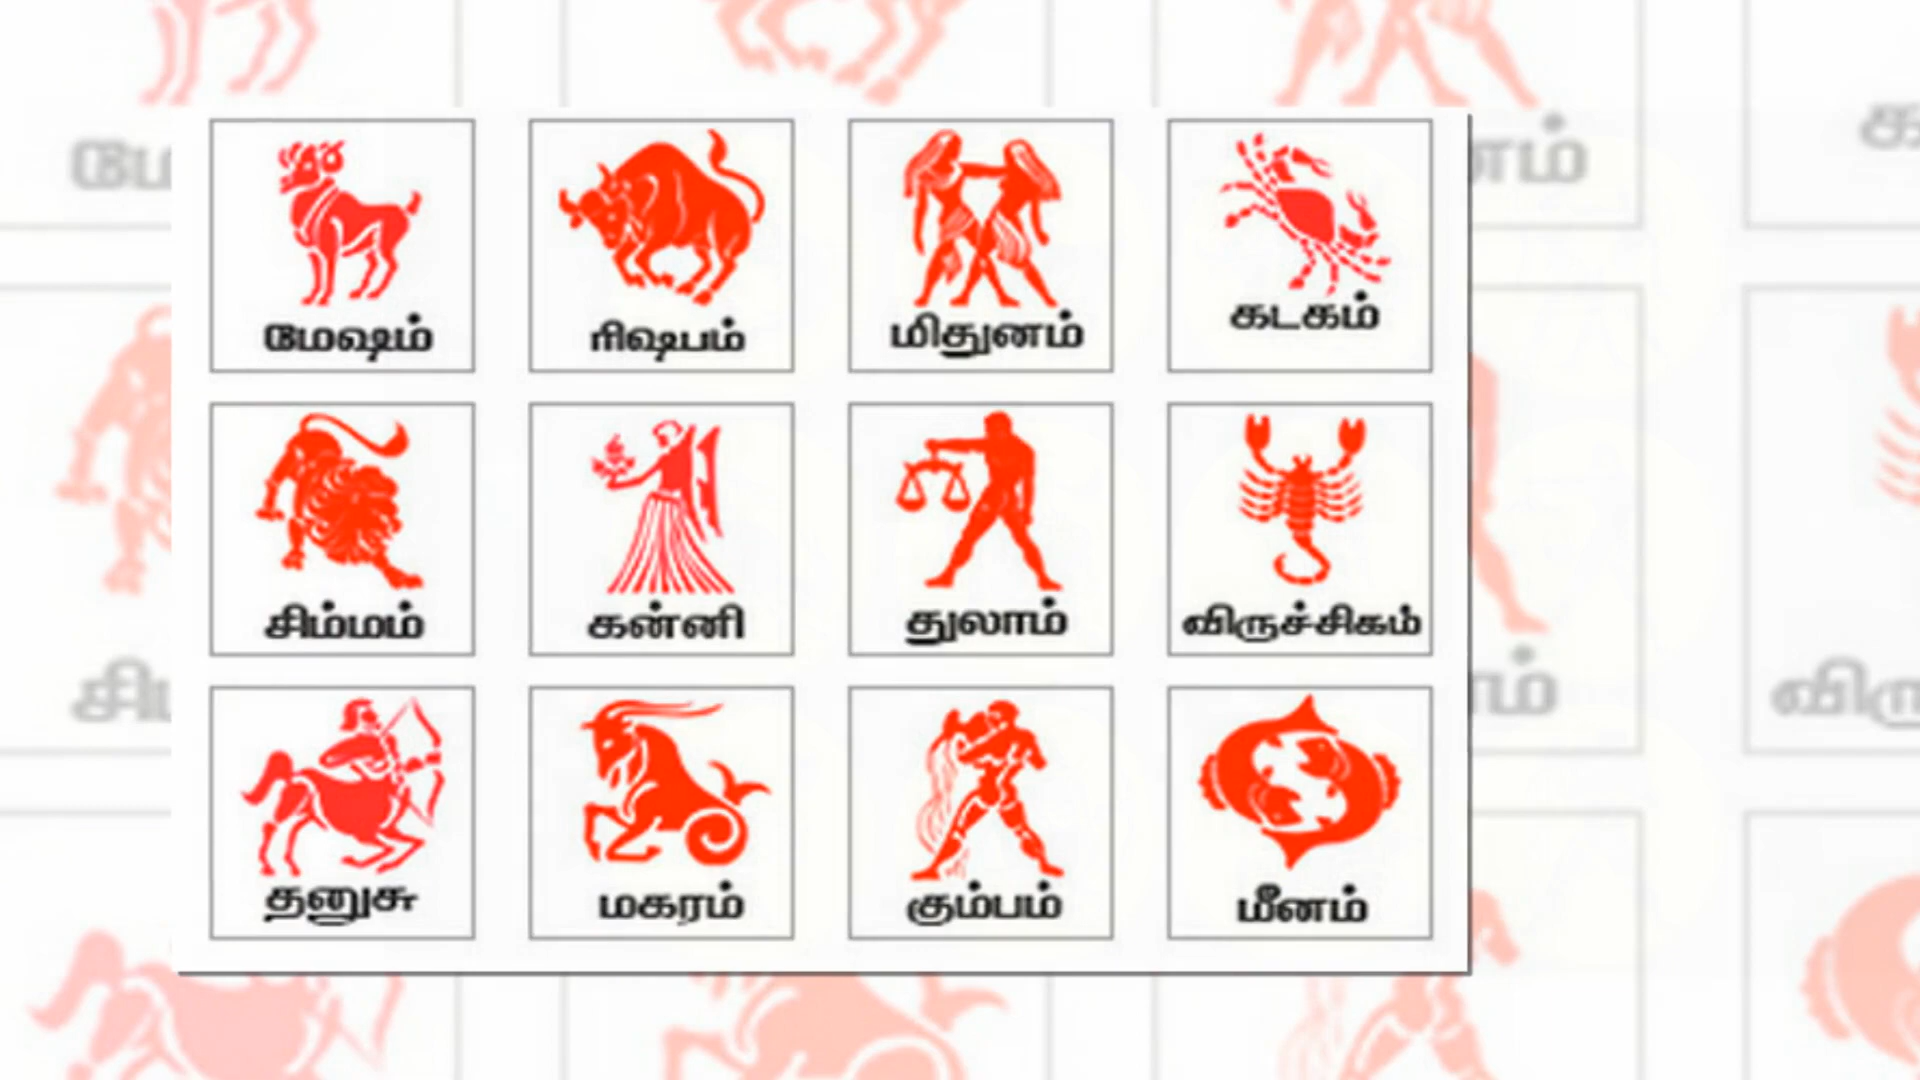 மேஷம்
ரிஷபம்
மிதுனம்
கடகம்
சிம்மம்
கன்னி
துலாம்
விருச்சிகம்
தனுசு
மகரம்
கும்பம்
மீனம்